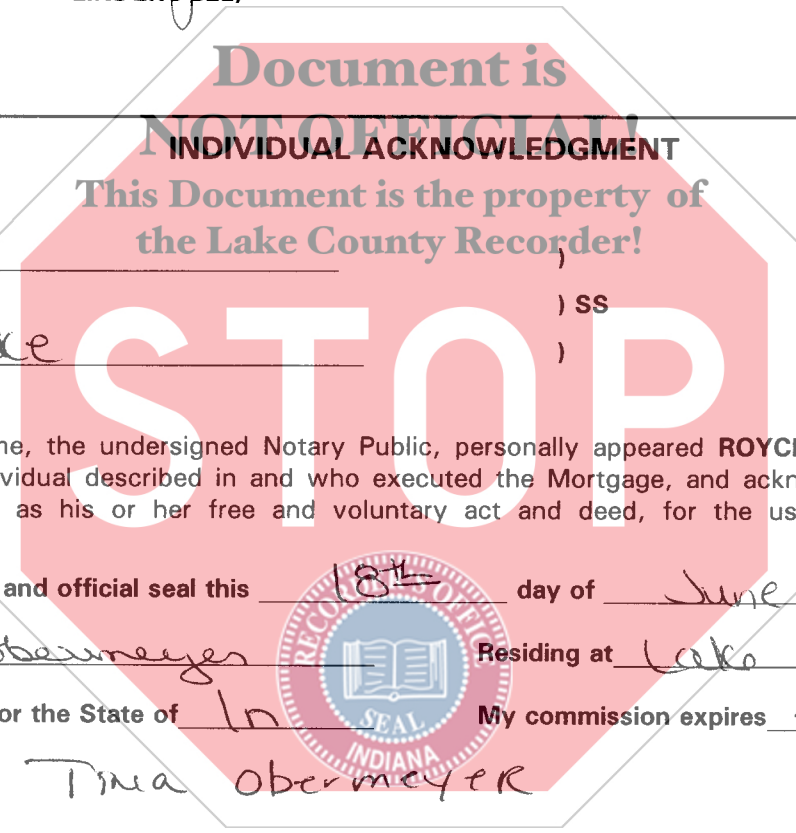 Document is
NOT OFFICIAL!
INDIVIDUAL ACKNOWLEDGMENT
This Document is the property of
the Lake County Recorder!
)
) SS
)
STOP
me, the undersigned Notary Public, personally appeared ROYC
vidual described in and who executed the Mortgage, and ackn
as his or her free and voluntary act and deed, for the us
and official seal this 18th day of June
Obermeyer Residing at Lake
or the State of In My commission expires
RECORDER'S OFFICE
SEAL
INDIANA
Tina Obermeyer